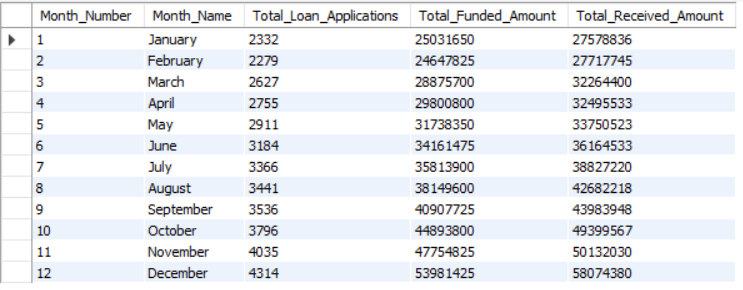 Month_Number Month_Name Total_Loan_Applications Total_Funded_Amount Total_Received_Amount
1 January 2332 25031650 27578836
2 February 2279 24647825 27717745
3 March 2627 28875700 32264400
4 April 2755 29800800 32495533
5 May 2911 31738350 33750523
6 June 3184 34161475 36164533
7 July 3366 35813900 38827220
8 August 3441 38149600 42682218
9 September 3536 40907725 43983948
10 October 3796 44893800 49399567
11 November 4035 47754825 50132030
12 December 4314 53981425 58074380